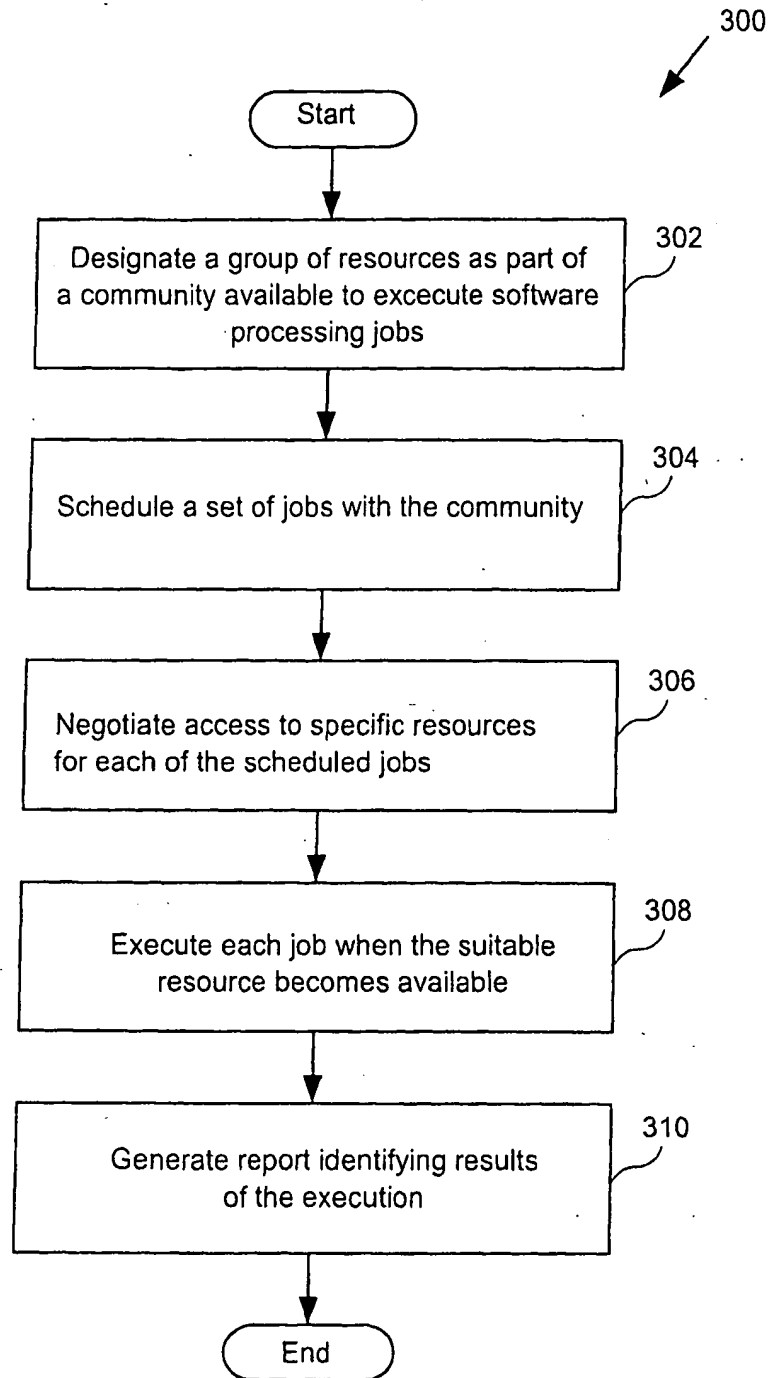 300
Start
302
Designate a group of resources as part of
a community available to excecute software
processing jobs
304
Schedule a set of jobs with the community
306
Negotiate access to specific resources
for each of the scheduled jobs
308
Execute each job when the suitable
resource becomes available
310
Generate report identifying results
of the execution
End